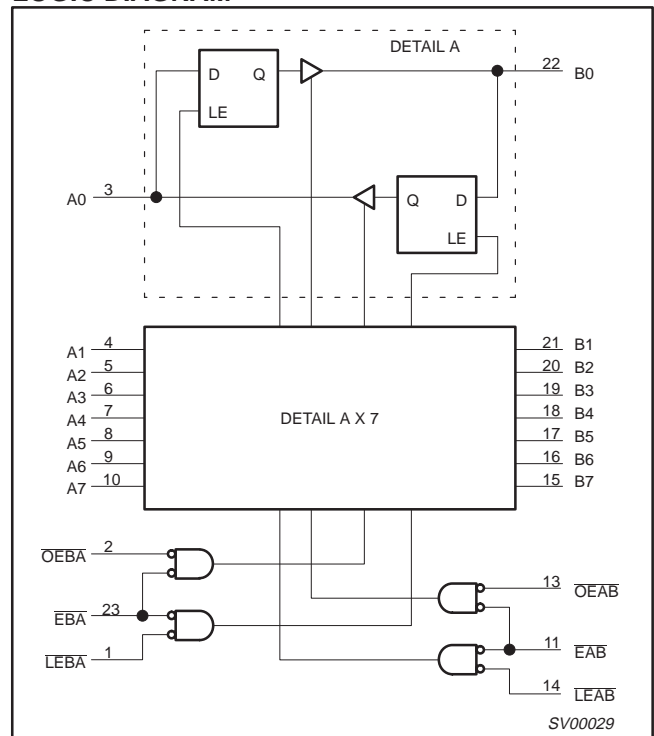 LOGIC DIAGRAM
DETAIL A
D Q
LE
22 B0
A0 3
Q D
LE
A1 4
A2 5
A3 6
A4 7
A5 8
A6 9
A7 10
DETAIL A X 7
21 B1
20 B2
19 B3
18 B4
17 B5
16 B6
15 B7
OEBA 2
EBA 23
LEBA 1
13 OEAB
11 EAB
14 LEAB
SV00029